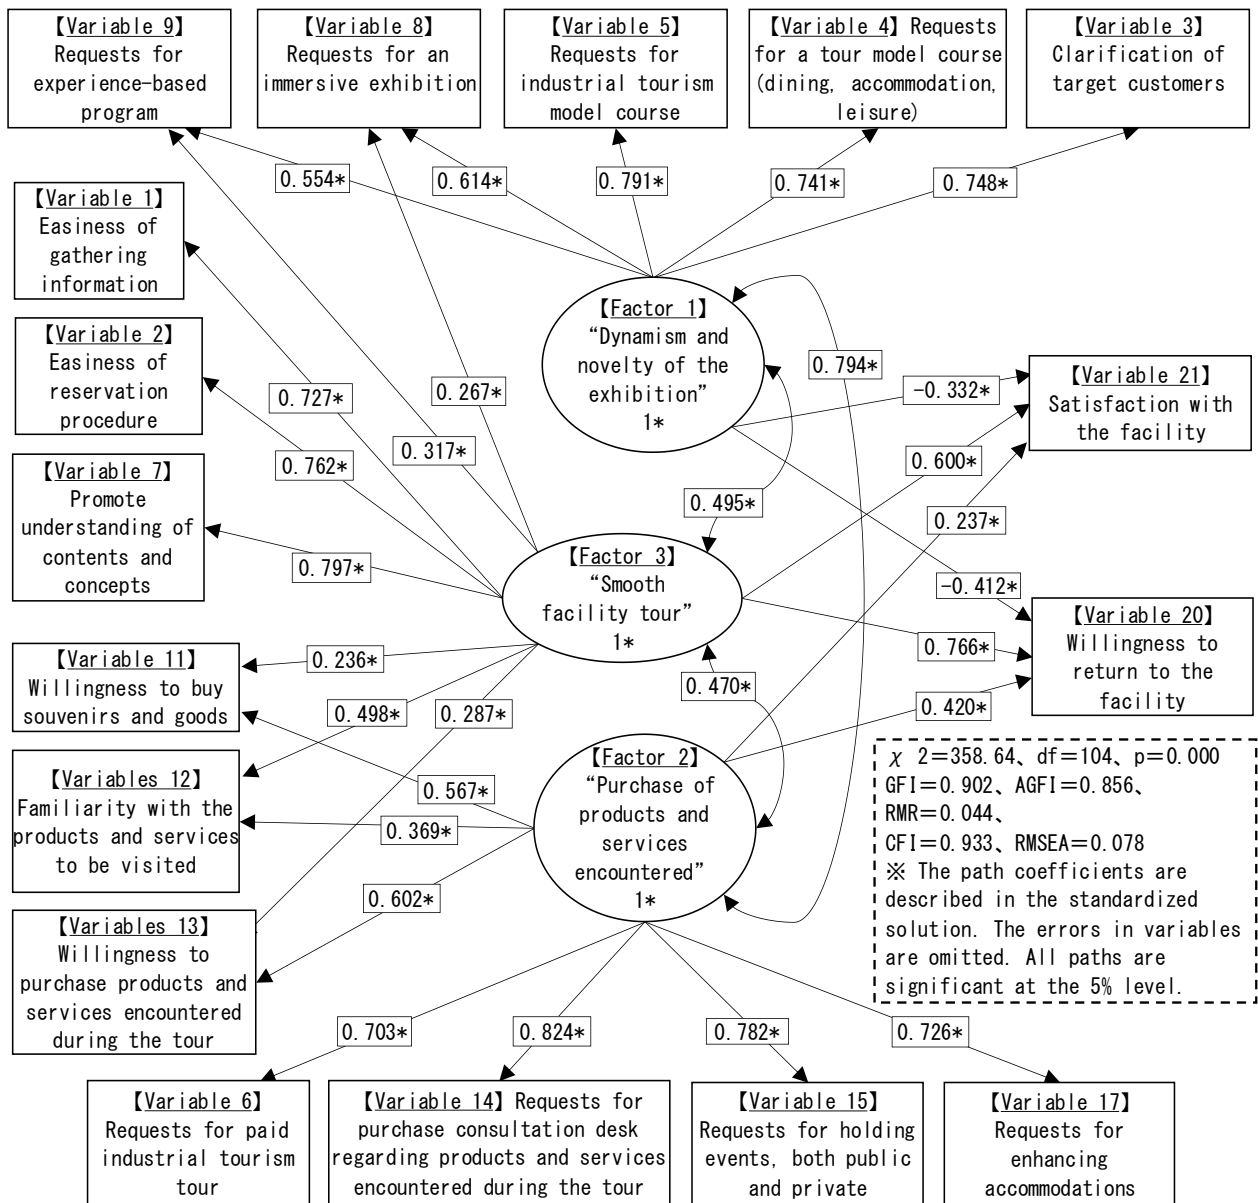 【Variable 9】
Requests for
experience-based
program
【Variable 8】
Requests for an
immersive exhibition
【Variable 5】
Requests for
industrial tourism
model course
【Variable 4】 Requests
for a tour model course
(dining, accommodation,
leisure)
【Variable 3】
Clarification of
target customers
0.554*
0.614*
0.791*
0.741*
0.748*
【Variable 1】
Easiness of
gathering
information
【Variable 2】
Easiness of
reservation
procedure
【Variable 7】
Promote
understanding of
contents and
concepts
0.727*
0.762*
0.797*
0.317*
0.267*
【Factor 1】
“Dynamism and
novelty of the
exhibition”
1*
0.794*
0.495*
-0.332*
0.600*
0.237*
-0.412*
【Variable 21】
Satisfaction with
the facility
【Factor 3】
“Smooth
facility tour”
1*
0.766*
0.420*
0.470*
【Variable 20】
Willingness to
return to the
facility
【Variable 11】
Willingness to buy
souvenirs and goods
0.236*
0.498*
0.287*
【Variables 12】
Familiarity with the
products and services
to be visited
0.567*
0.369*
0.602*
【Variables 13】
Willingness to
purchase products and
services encountered
during the tour
【Factor 2】
“Purchase of
products and
services
encountered”
1*
χ 2=358.64、df=104、p=0.000
GFI=0.902、AGFI=0.856、
RMR=0.044、
CFI=0.933、RMSEA=0.078
※ The path coefficients are
described in the standardized
solution. The errors in variables
are omitted. All paths are
significant at the 5% level.
0.703*
0.824*
0.782*
0.726*
【Variable 6】
Requests for paid
industrial tourism
tour
【Variable 14】 Requests for
purchase consultation desk
regarding products and services
encountered during the tour
【Variable 15】
Requests for holding
events, both public
and private
【Variable 17】
Requests for
enhancing
accommodations